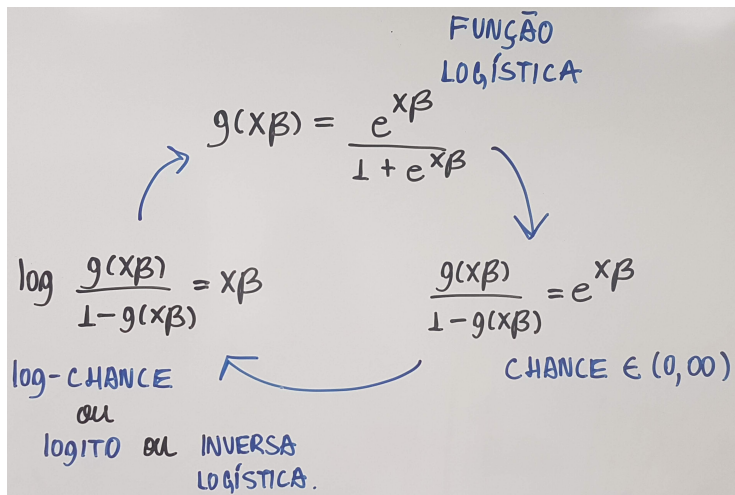 FUNÇÃO
LOGÍSTICA
g(Xβ) = e^{Xβ} / (1 + e^{Xβ})
log g(Xβ) / (1 - g(Xβ)) = Xβ
g(Xβ) / (1 - g(Xβ)) = e^{Xβ}
log-CHANCE
ou
logITO ou INVERSA
LOGÍSTICA.
CHANCE ∈ (0,∞)